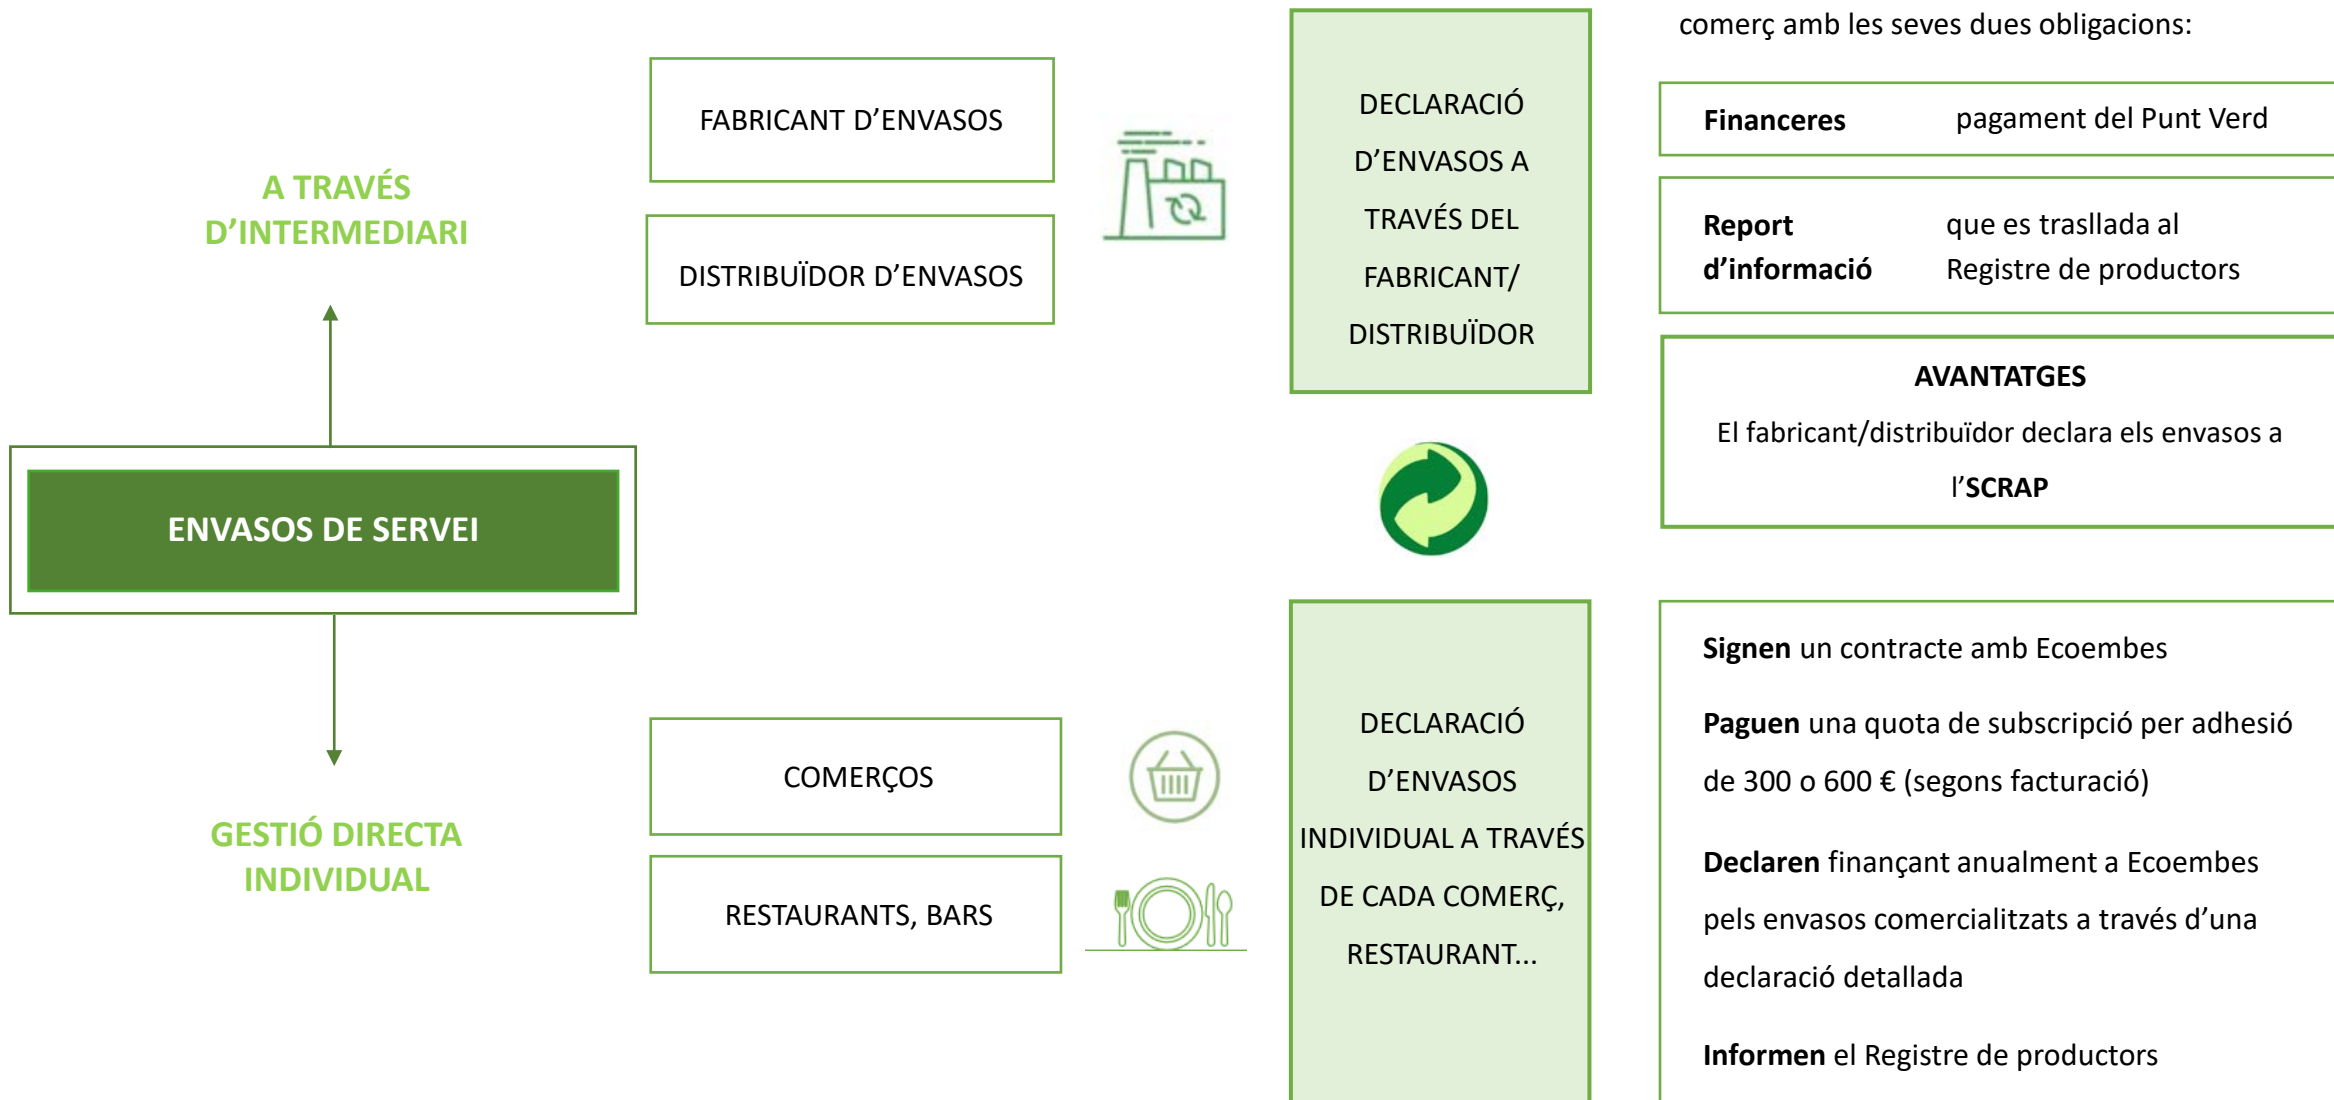 comerç amb les seves dues obligacions:
FABRICANT D’ENVASOS
DISTRIBUÏDOR D’ENVASOS
A TRAVÉS
D’INTERMEDIARI
DECLARACIÓ
D’ENVASOS A
TRAVÉS DEL
FABRICANT/
DISTRIBUÏDOR
Financeres pagament del Punt Verd
Report que es trasllada al
d’informació Registre de productors
AVANTATGES
El fabricant/distribuïdor declara els envasos a
l’SCRAP
ENVASOS DE SERVEI
GESTIÓ DIRECTA
INDIVIDUAL
COMERÇOS
RESTAURANTS, BARS
DECLARACIÓ
D’ENVASOS
INDIVIDUAL A TRAVÉS
DE CADA COMERÇ,
RESTAURANT...
Signen un contracte amb Ecoembes
Paguen una quota de subscripció per adhesió
de 300 o 600 € (segons facturació)
Declaren finançant anualment a Ecoembes
pels envasos comercialitzats a través d’una
declaració detallada
Informen el Registre de productors